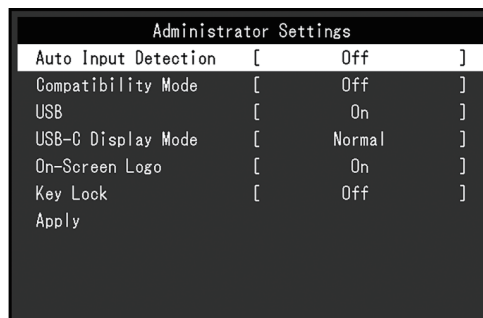 Administrator Settings
Auto Input Detection [ Off ]
Compatibility Mode [ Off ]
USB [ On ]
USB-C Display Mode [ Normal ]
On-Screen Logo [ On ]
Key Lock [ Off ]
Apply